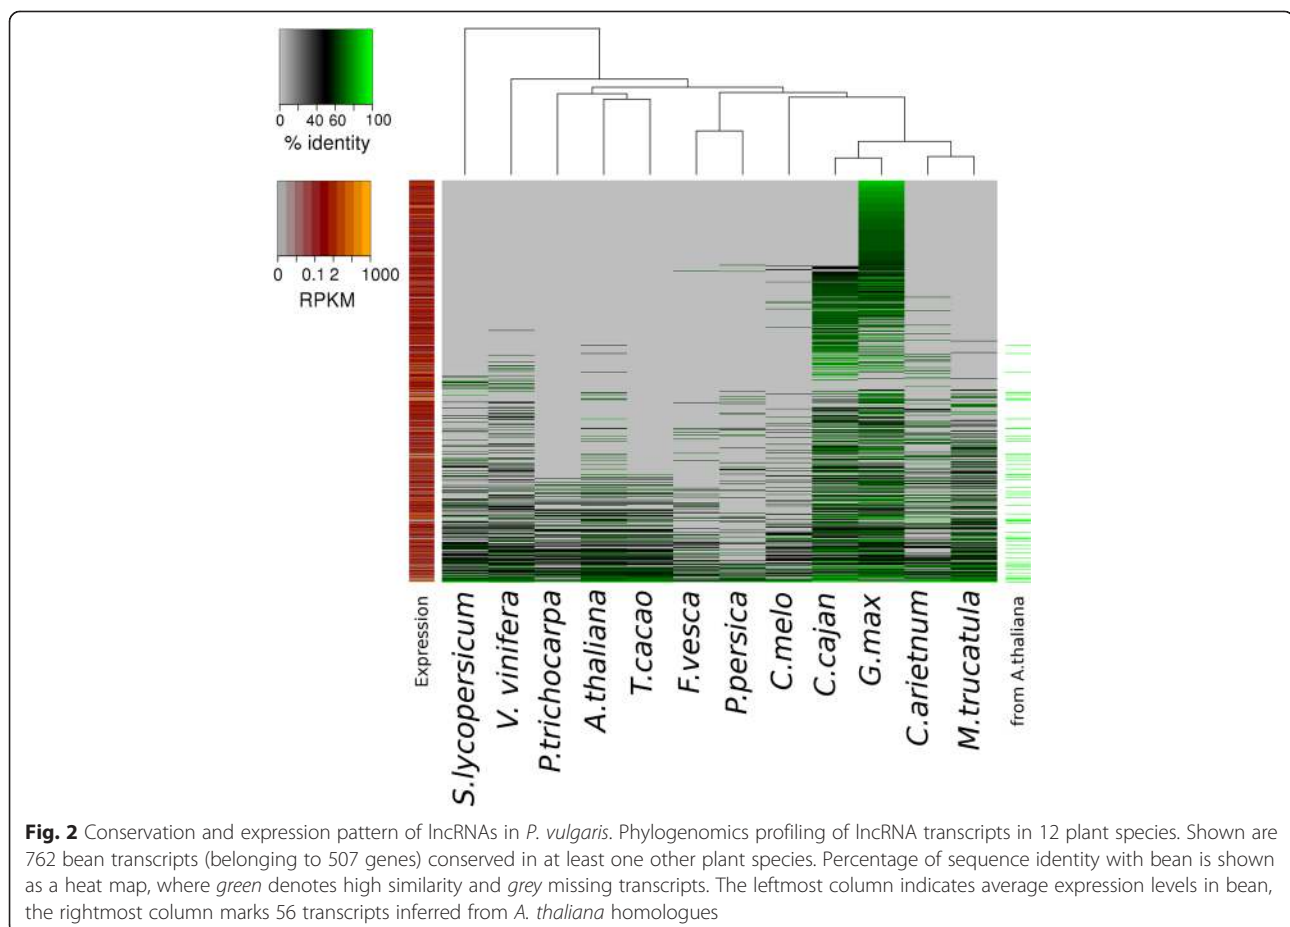 0 40 60 100
% identity
0 0.1 2 1000
RPKM
Expression
S.lycopersicum
V. vinifera
P.trichocarpa
A.thaliana
T.cacao
F.vesca
P.persica
C.melo
C.cajan
G.max
C.arietnum
M.trucatula
from A.thaliana
Fig. 2 Conservation and expression pattern of lncRNAs in P. vulgaris. Phylogenomics profiling of lncRNA transcripts in 12 plant species. Shown are
762 bean transcripts (belonging to 507 genes) conserved in at least one other plant species. Percentage of sequence identity with bean is shown
as a heat map, where green denotes high similarity and grey missing transcripts. The leftmost column indicates average expression levels in bean,
the rightmost column marks 56 transcripts inferred from A. thaliana homologues